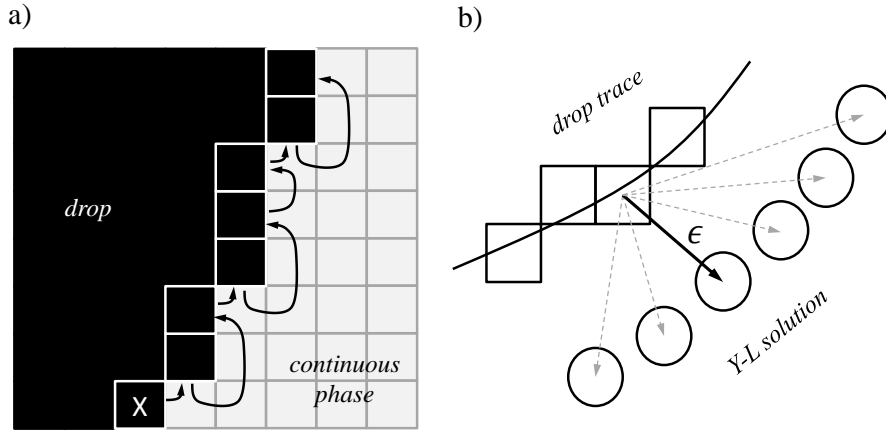 a)
drop
continuous
phase
X
b)
drop trace
ϵ
Y-L solution